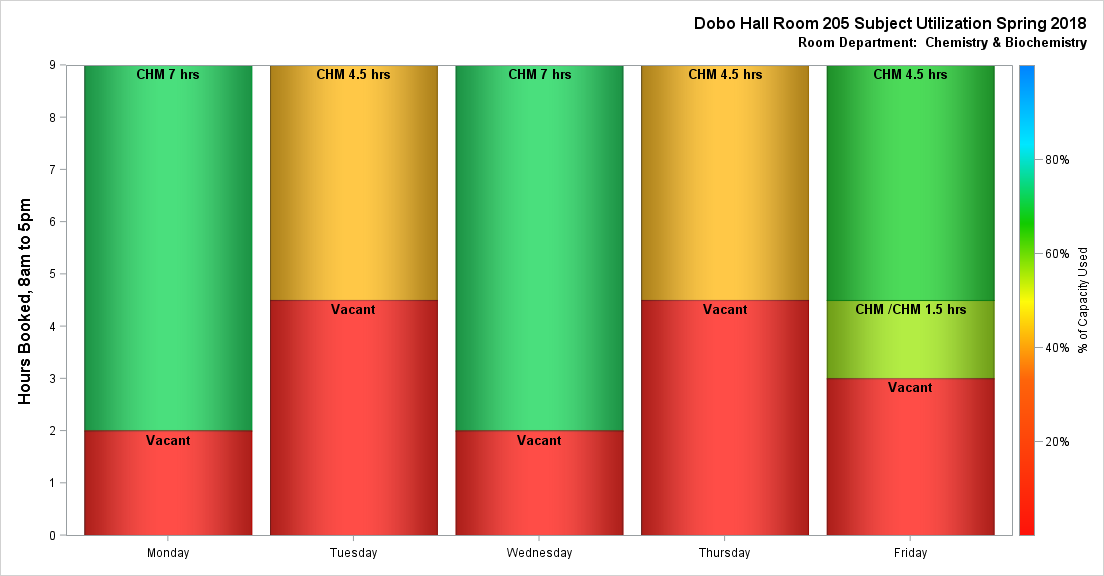 Dobo Hall Room 205 Subject Utilization Spring 2018
Room Department:  Chemistry & Biochemistry
Hours Booked, 8am to 5pm
9
8
7
6
5
4
3
2
1
0
CHM 7 hrs
Vacant
CHM 4.5 hrs
Vacant
CHM 7 hrs
Vacant
CHM 4.5 hrs
Vacant
CHM 4.5 hrs
CHM /CHM 1.5 hrs
Vacant
Monday
Tuesday
Wednesday
Thursday
Friday
80%
60%
40%
20%
% of Capacity Used